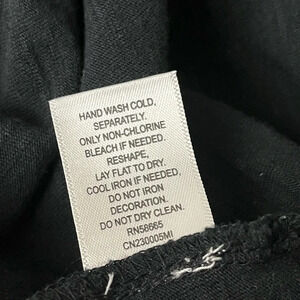 HAND WASH COLD,
SEPARATELY.
ONLY NON-CHLORINE
BLEACH IF NEEDED.
RESHAPE,
LAY FLAT TO DRY.
COOL IRON IF NEEDED,
DO NOT IRON
DECORATION.
DO NOT DRY CLEAN.
RN56665
CN230005MI